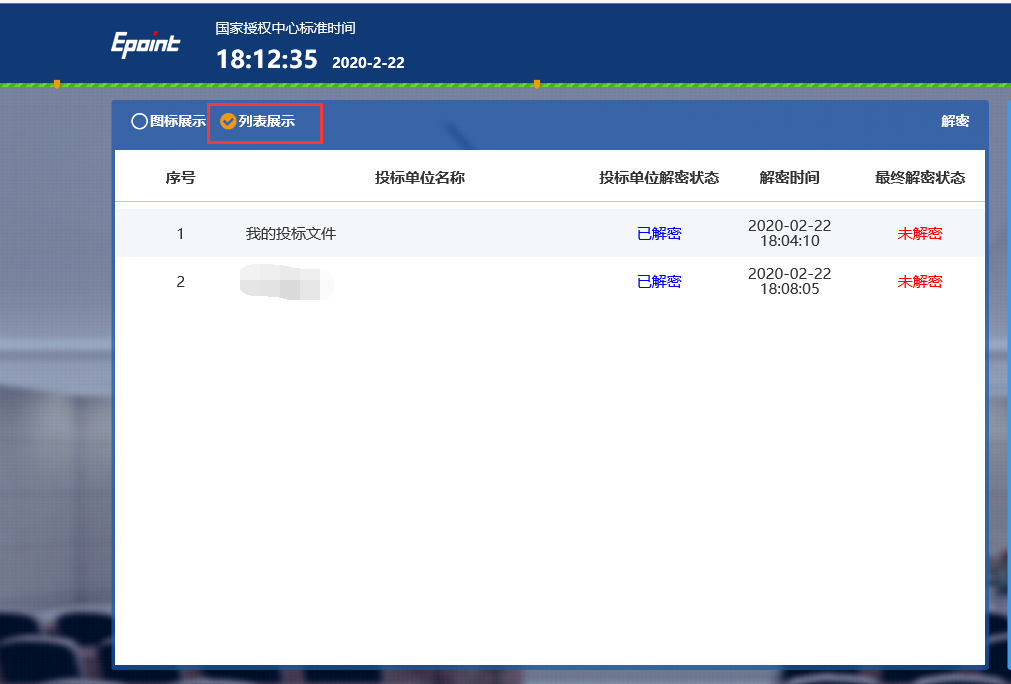 Epoint
国家授权中心标准时间
18:12:35 2020-2-22
图标展示 列表展示 解密
序号 投标单位名称 投标单位解密状态 解密时间 最终解密状态
1 我的投标文件 已解密 2020-02-22 18:04:10 未解密
2 已解密 2020-02-22 18:08:05 未解密